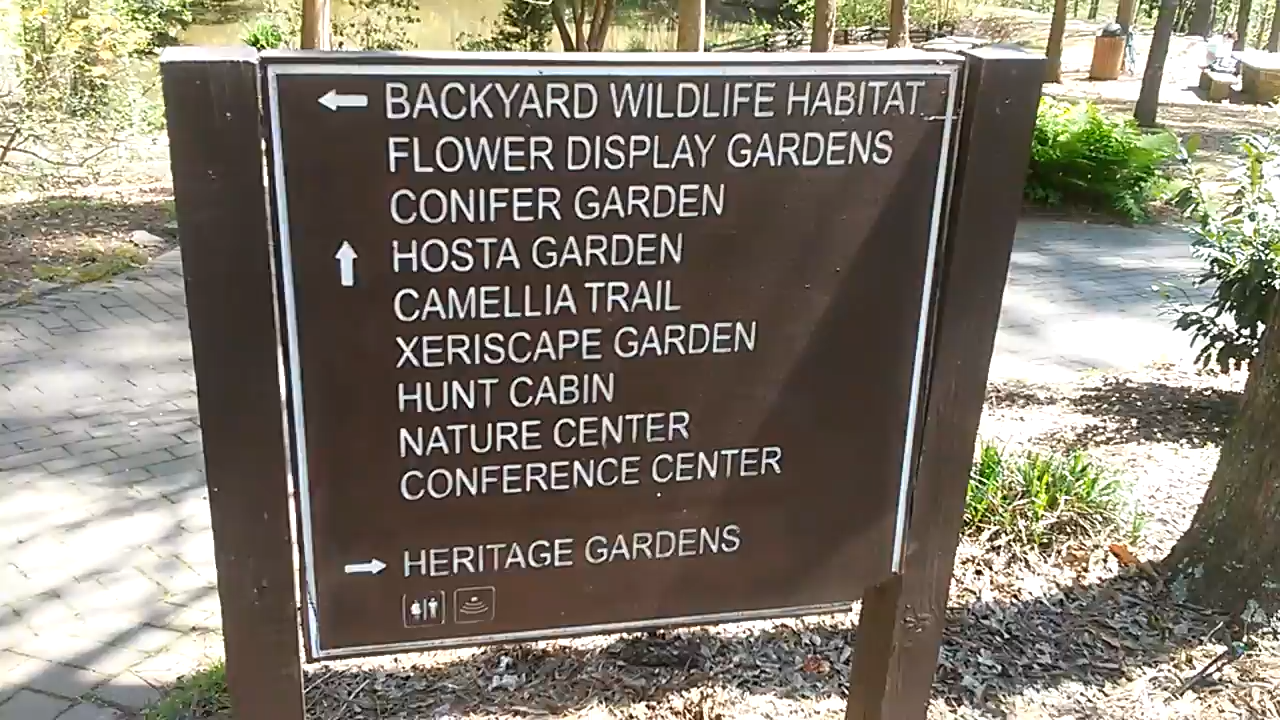 BACKYARD WILDLIFE HABITAT
FLOWER DISPLAY GARDENS
CONIFER GARDEN
HOSTA GARDEN
CAMELLIA TRAIL
XERISCAPE GARDEN
HUNT CABIN
NATURE CENTER
CONFERENCE CENTER
HERITAGE GARDENS